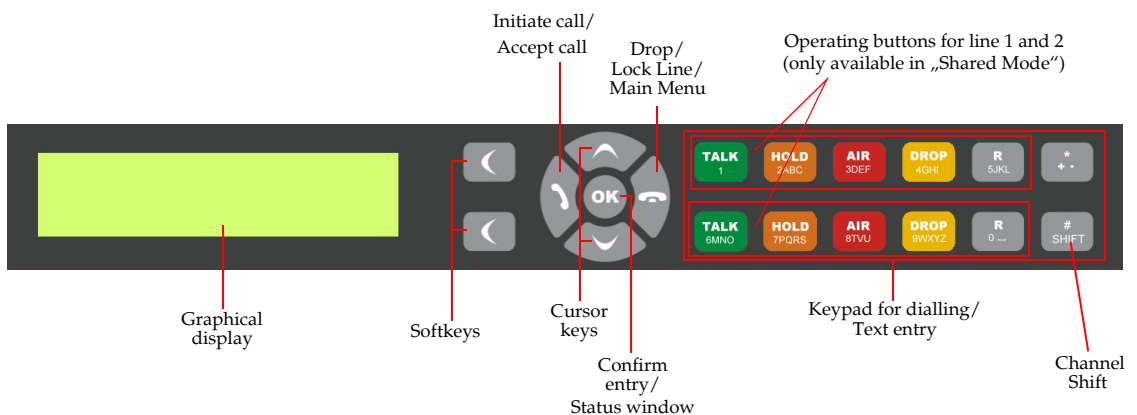 Initiate call/
Accept call
Drop/
Lock Line/
Main Menu
Operating buttons for line 1 and 2
(only available in „Shared Mode“)
TALK
1
HOLD
2ABC
AIR
3DEF
DROP
4GHI
R
5JKL
*
+ ·
OK
TALK
6MNO
HOLD
7PQRS
AIR
8TVU
DROP
9WXYZ
R
0 ⎵
#
SHIFT
Graphical
display
Softkeys
Cursor
keys
Confirm
entry/
Status window
Keypad for dialling/
Text entry
Channel
Shift